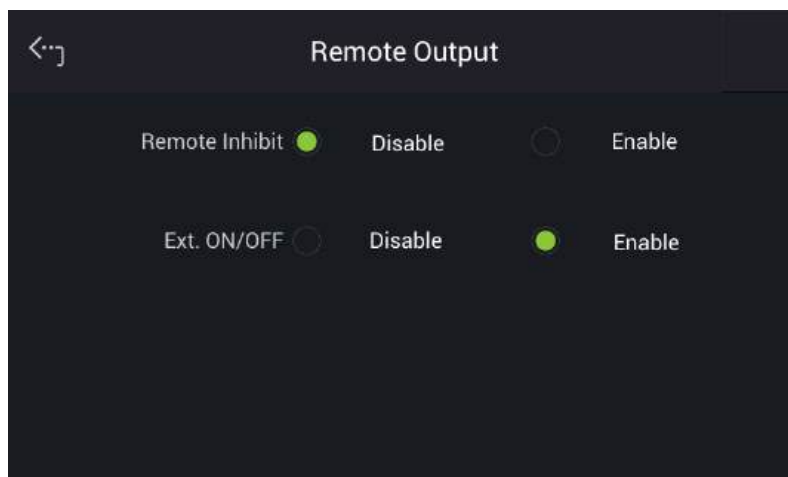 Remote Output
Remote Inhibit Disable Enable
Ext. ON/OFF Disable Enable